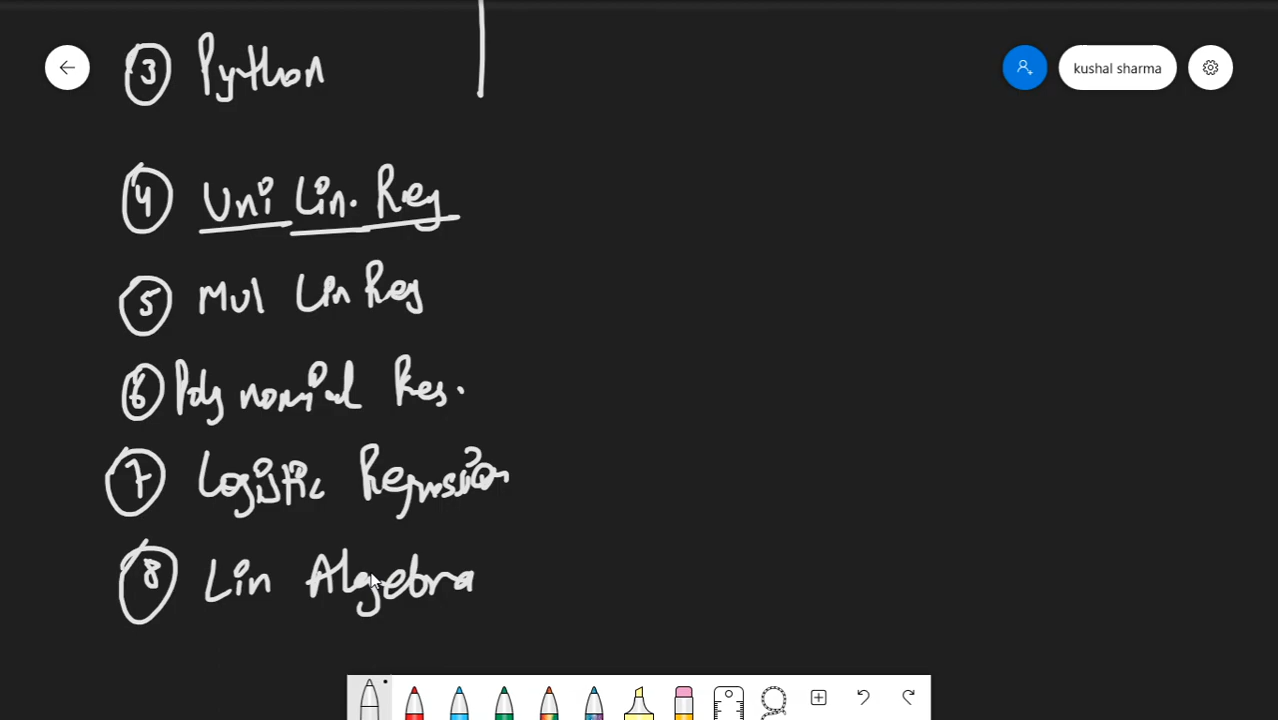 3 Python
kushal sharma
4 Uni Lin. Reg
5 Mul Lin Reg
6 Polynomial Res.
7 Logistic Regression
8 Lin Algebra